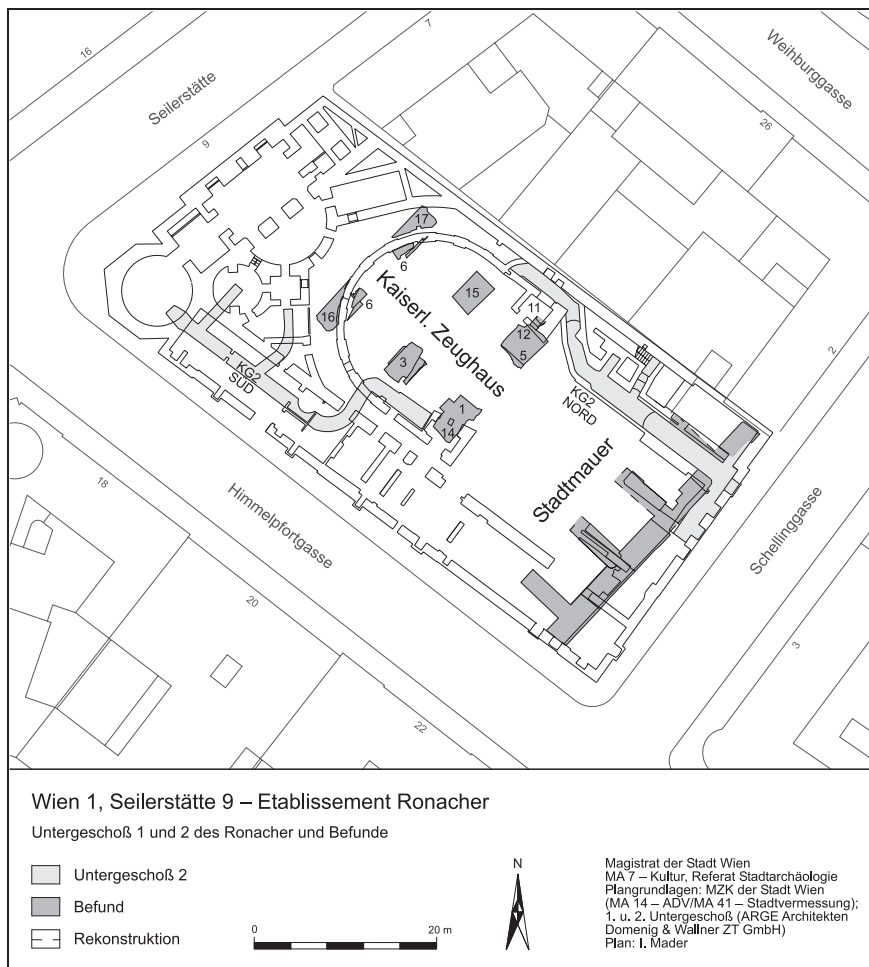 16
Seilerstätte
7
Weihburggasse
9
26
17
6
Kaiserl. Zeughaus
15
11
6
16
12
5
3
KG2
SÜD
1
14
KG2
NORD
2
Stadtmauer
18
Himmelpfortgasse
Schellinggasse
20
3
22
Wien 1, Seilerstätte 9 – Etablissement Ronacher
Untergeschoß 1 und 2 des Ronacher und Befunde
Untergeschoß 2
Befund
Rekonstruktion
0
20 m
N
Magistrat der Stadt Wien
MA 7 – Kultur, Referat Stadtarchäologie
Plangrundlagen: MZK der Stadt Wien
(MA 14 – ADV/MA 41 – Stadtvermessung);
1. u. 2. Untergeschoß (ARGE Architekten
Domenig & Wallner ZT GmbH)
Plan: I. Mader